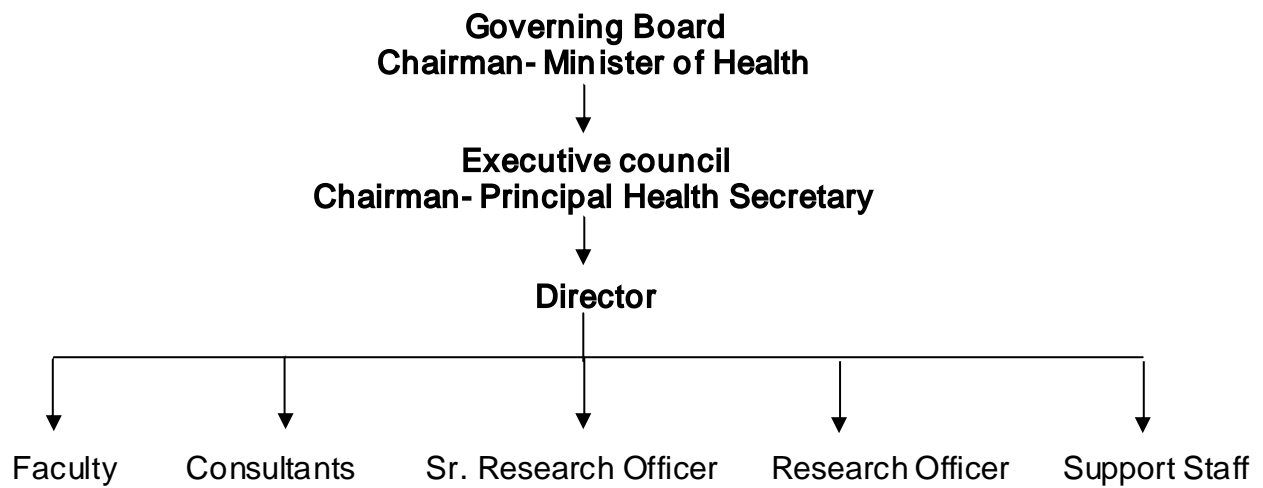 Governing Board
Chairman- Minister of Health
Executive council
Chairman- Principal Health Secretary
Director
Faculty Consultants Sr. Research Officer Research Officer Support Staff